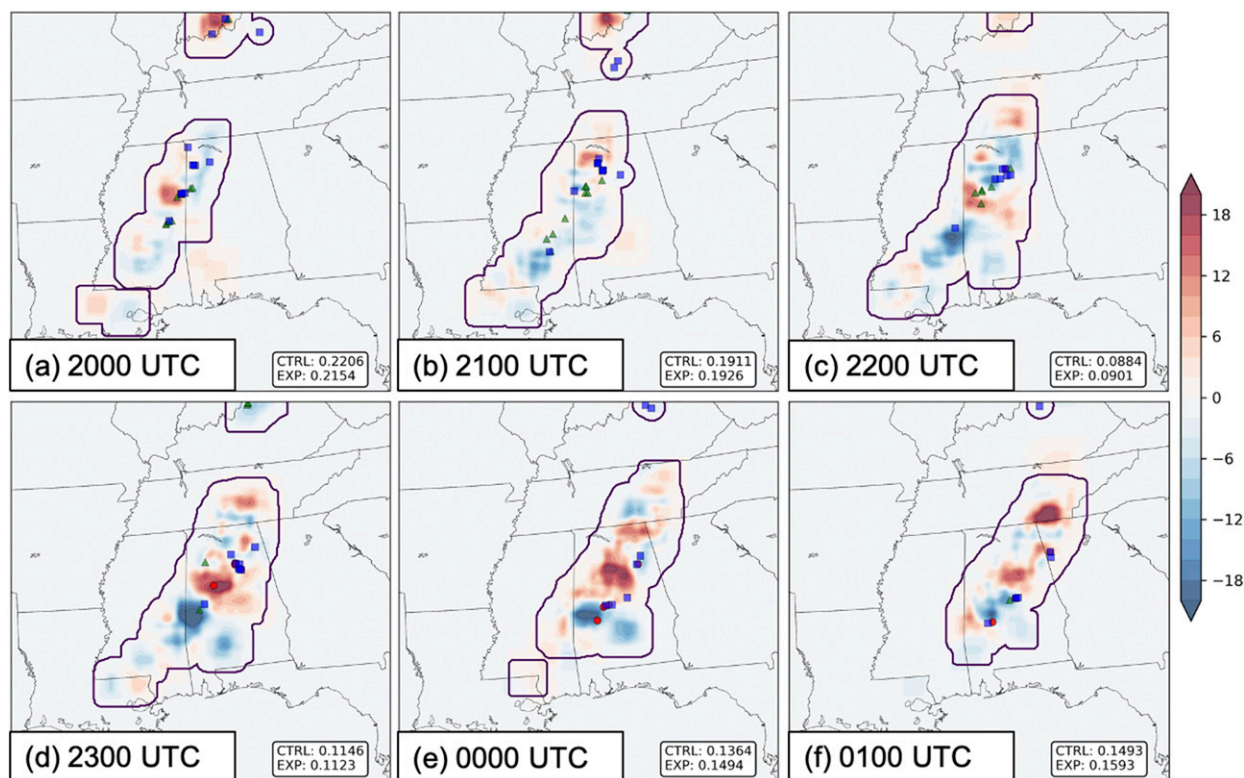 (a) 2000 UTC
CTRL: 0.2206
EXP: 0.2154
(b) 2100 UTC
CTRL: 0.1911
EXP: 0.1926
(c) 2200 UTC
CTRL: 0.0884
EXP: 0.0901
18
12
6
0
−6
−12
−18
(d) 2300 UTC
CTRL: 0.1146
EXP: 0.1123
(e) 0000 UTC
CTRL: 0.1364
EXP: 0.1494
(f) 0100 UTC
CTRL: 0.1493
EXP: 0.1593